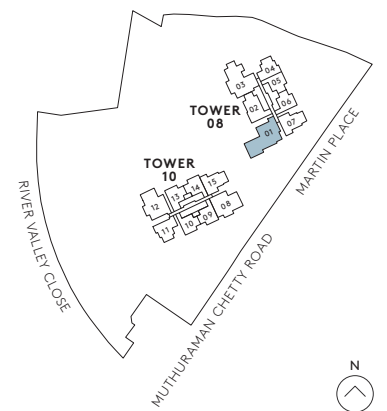 04
03
05
TOWER
08
02
06
07
01
MARTIN PLACE
TOWER
10
15
14
13
12
08
09
10
11
RIVER VALLEY CLOSE
MUTHURAMAN CHETTY ROAD
N